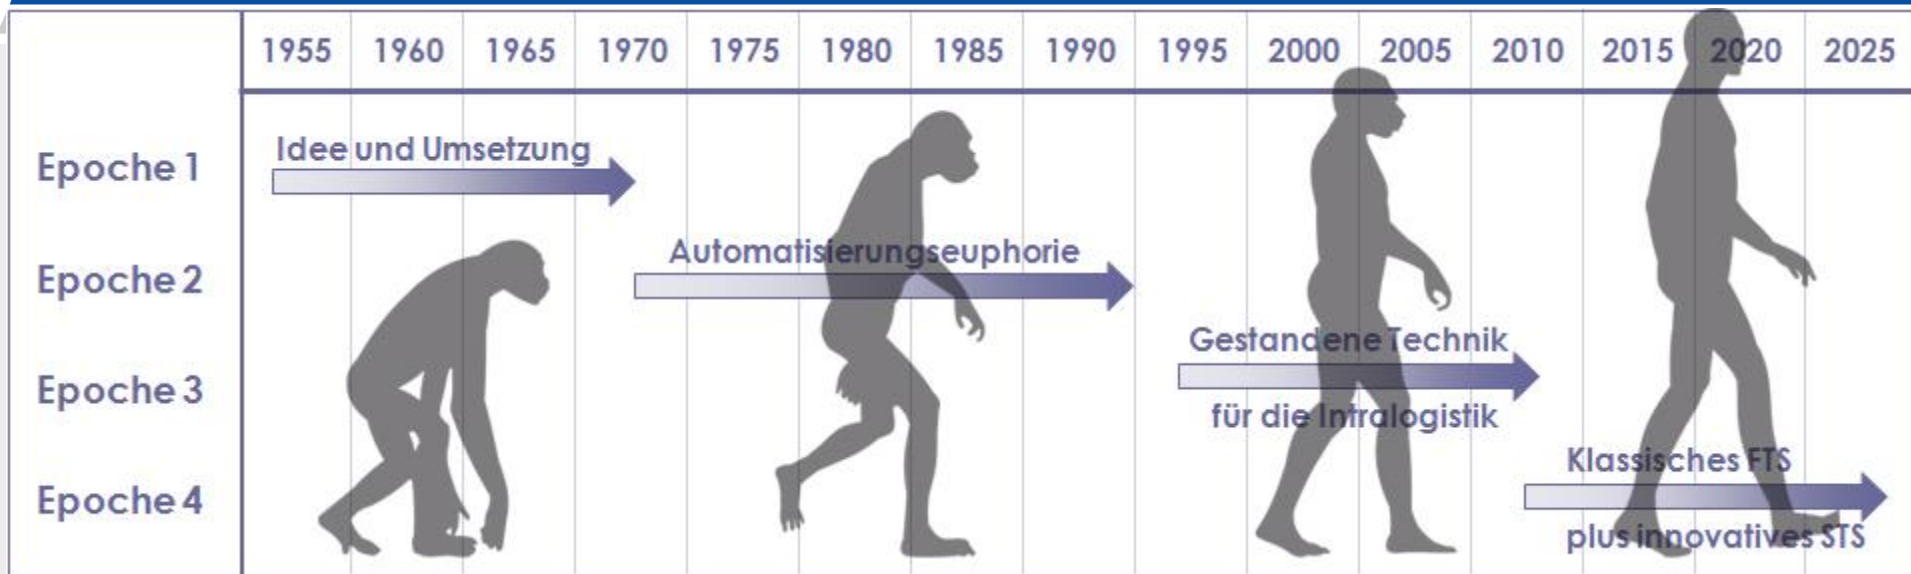 1955 1960 1965 1970 1975 1980 1985 1990 1995 2000 2005 2010 2015 2020 2025
Epoche 1
Idee und Umsetzung
Epoche 2
Automatisierungseuphorie
Epoche 3
Gestandene Technik
für die Intralogistik
Epoche 4
Klassisches FTS
plus innovatives STS